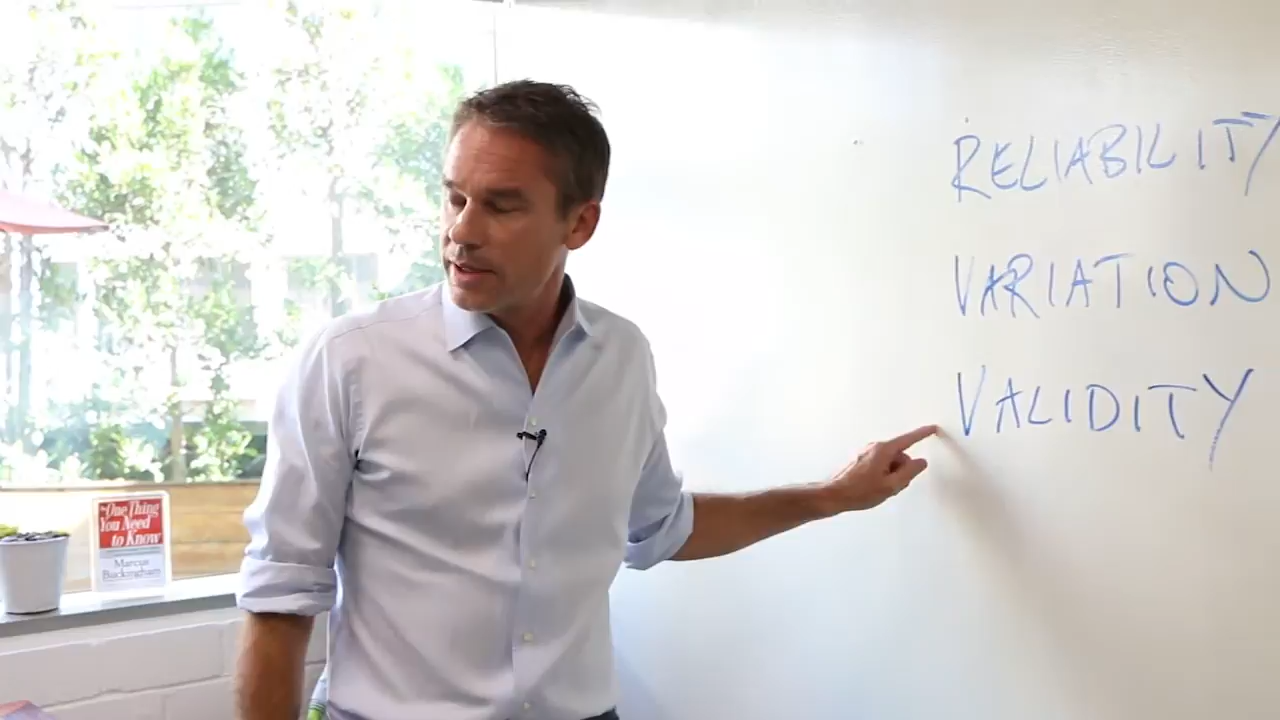 RELIABILITY
VARIATION
VALIDITY
The One Thing
You Need
to Know
Marcus
Buckingham